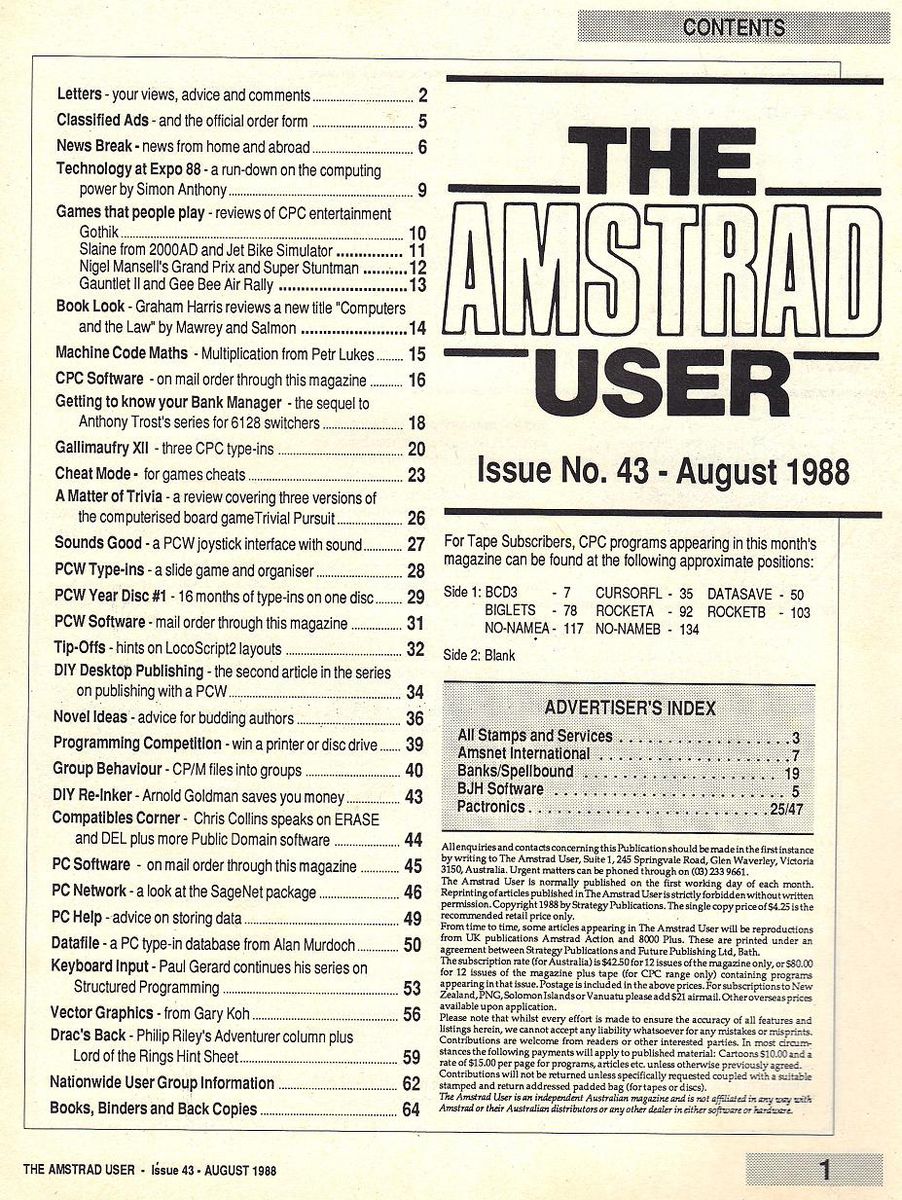 CONTENTS
Letters - your views, advice and comments ........ 2
Classified Ads - and the official order form ........ 5
News Break - news from home and abroad ........ 6
Technology at Expo 88 - a run-down on the computing
power by Simon Anthony ........ 9
Games that people play - reviews of CPC entertainment
Gothik ........ 10
Slaine from 2000AD and Jet Bike Simulator ........ 11
Nigel Mansell's Grand Prix and Super Stuntman ........ 12
Gauntlet II and Gee Bee Air Rally ........ 13
Book Look - Graham Harris reviews a new title "Computers
and the Law" by Mawrey and Salmon ........ 14
Machine Code Maths - Multiplication from Petr Lukes ........ 15
CPC Software - on mail order through this magazine ........ 16
Getting to know your Bank Manager - the sequel to
Anthony Trost's series for 6128 switchers ........ 18
Gallimaufry XII - three CPC type-ins ........ 20
Cheat Mode - for games cheats ........ 23
A Matter of Trivia - a review covering three versions of
the computerised board gameTrivial Pursuit ........ 26
Sounds Good - a PCW joystick interface with sound ........ 27
PCW Type-ins - a slide game and organiser ........ 28
PCW Year Disc #1 - 16 months of type-ins on one disc ........ 29
PCW Software - mail order through this magazine ........ 31
Tip-Offs - hints on LocoScript2 layouts ........ 32
DIY Desktop Publishing - the second article in the series
on publishing with a PCW ........ 34
Novel Ideas - advice for budding authors ........ 36
Programming Competition - win a printer or disc drive ........ 39
Group Behaviour - CP/M files into groups ........ 40
DIY Re-Inker - Arnold Goldman saves you money ........ 43
Compatibles Corner - Chris Collins speaks on ERASE
and DEL plus more Public Domain software ........ 44
PC Software - on mail order through this magazine ........ 45
PC Network - a look at the SageNet package ........ 46
PC Help - advice on storing data ........ 49
Datafile - a PC type-in database from Alan Murdoch ........ 50
Keyboard Input - Paul Gerard continues his series on
Structured Programming ........ 53
Vector Graphics - from Gary Koh ........ 56
Drac's Back - Philip Riley's Adventurer column plus
Lord of the Rings Hint Sheet ........ 59
Nationwide User Group Information ........ 62
Books, Binders and Back Copies ........ 64
THE
AMSTRAD
USER
Issue No. 43 - August 1988
For Tape Subscribers, CPC programs appearing in this month's
magazine can be found at the following approximate positions:
Side 1: BCD3 - 7 CURSORFL - 35 DATASAVE - 50
BIGLETS - 78 ROCKETA - 92 ROCKETB - 103
NO-NAMEA - 117 NO-NAMEB - 134
Side 2: Blank
ADVERTISER'S INDEX
All Stamps and Services ........ 3
Amsnet International ........ 7
Banks/Spellbound ........ 19
BJH Software ........ 5
Pactronics ........ 25/47
All enquiries and contacts concerning this Publication should be made in the first instance
by writing to The Amstrad User, Suite 1, 245 Springvale Road, Glen Waverley, Victoria
3150, Australia. Urgent matters can be phoned through on (03) 233 9661.
The Amstrad User is normally published on the first working day of each month.
Reprinting of articles published in The Amstrad User is strictly forbidden without written
permission. Copyright 1988 by Strategy Publications. The single copy price of $4.25 is the
recommended retail price only.
From time to time, some articles appearing in The Amstrad User will be reproductions
from UK publications Amstrad Action and 8000 Plus. These are printed under an
agreement between Strategy Publications and Future Publishing Ltd, Bath.
The subscription rate (for Australia) is $42.50 for 12 issues of the magazine only, or $80.00
for 12 issues of the magazine plus tape (for CPC range only) containing programs
appearing in that issue. Postage is included in the above prices. For subscriptions to New
Zealand, PNG, Solomon Islands or Vanuatu please add $21 airmail. Other overseas prices
available upon application.
Please note that whilst every effort is made to ensure the accuracy of all features and
listings herein, we cannot accept any liability whatsoever for any mistakes or misprints.
Contributions are welcome from readers or other interested parties. In most circum-
stances the following payments will apply to published material: Cartoons $10.00 and a
rate of $15.00 per page for programs, articles etc. unless otherwise previously agreed.
Contributions will not be returned unless specifically requested coupled with a suitable
stamped and return addressed padded bag (for tapes or discs).
The Amstrad User is an independent Australian magazine and is not affiliated in any way with
Amstrad or their Australian distributors or any other dealer in either software or hardware.
THE AMSTRAD USER - Issue 43 - AUGUST 1988
1